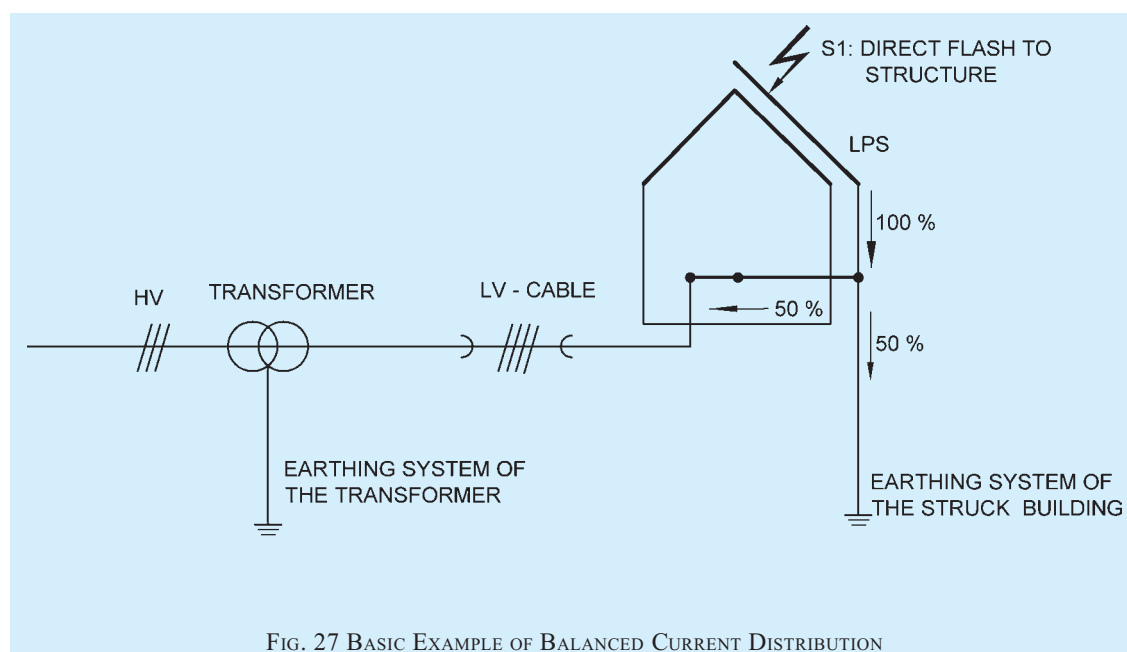 S1: DIRECT FLASH TO
STRUCTURE
LPS
100 %
HV
TRANSFORMER
LV - CABLE
50 %
50 %
EARTHING SYSTEM OF
THE TRANSFORMER
EARTHING SYSTEM OF
THE STRUCK BUILDING
FIG. 27 BASIC EXAMPLE OF BALANCED CURRENT DISTRIBUTION